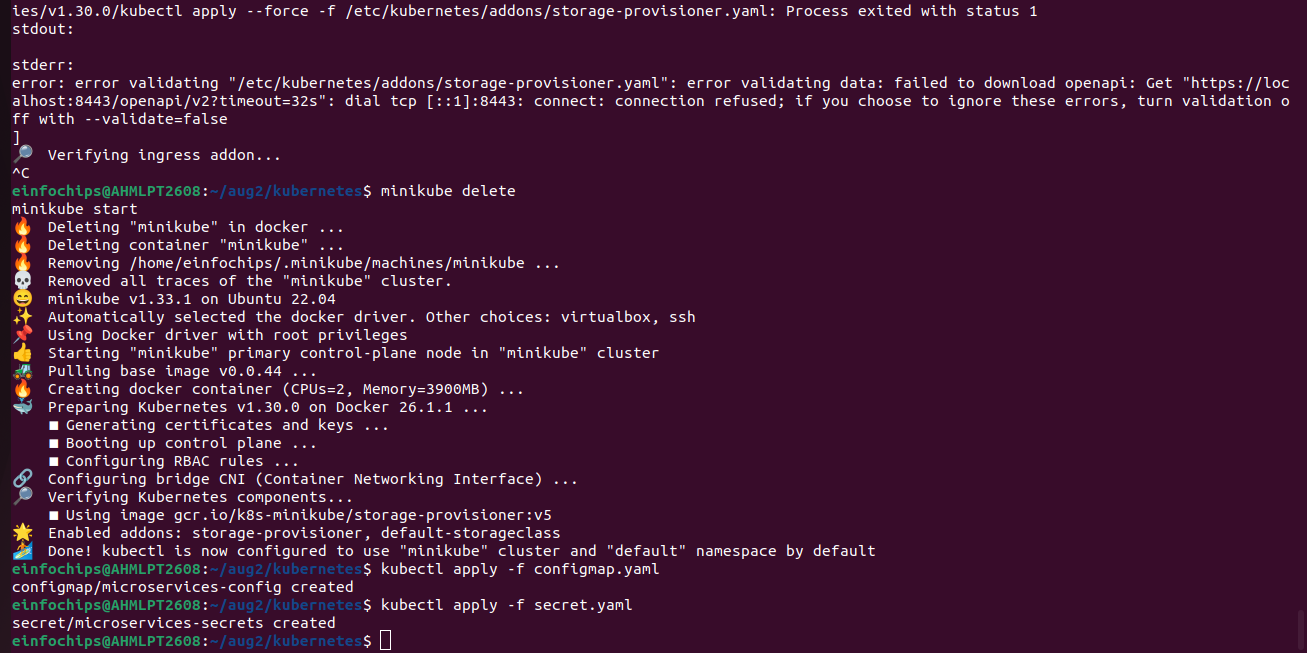 ies/v1.30.0/kubectl apply --force -f /etc/kubernetes/addons/storage-provisioner.yaml: Process exited with status 1
stdout:
stderr:
error: error validating "/etc/kubernetes/addons/storage-provisioner.yaml": error validating data: failed to download openapi: Get "https://loc
alhost:8443/openapi/v2?timeout=32s": dial tcp [::1]:8443: connect: connection refused; if you choose to ignore these errors, turn validation o
ff with --validate=false
]
🔎 Verifying ingress addon...
^C
einfochips@AHMLPT2608:~/aug2/kubernetes$ minikube delete
minikube start
🔥 Deleting "minikube" in docker ...
🔥 Deleting container "minikube" ...
🔥 Removing /home/einfochips/.minikube/machines/minikube ...
💀 Removed all traces of the "minikube" cluster.
😄 minikube v1.33.1 on Ubuntu 22.04
✨ Automatically selected the docker driver. Other choices: virtualbox, ssh
📌 Using Docker driver with root privileges
👍 Starting "minikube" primary control-plane node in "minikube" cluster
🚜 Pulling base image v0.0.44 ...
🔥 Creating docker container (CPUs=2, Memory=3900MB) ...
🐳 Preparing Kubernetes v1.30.0 on Docker 26.1.1 ...
■ Generating certificates and keys ...
■ Booting up control plane ...
■ Configuring RBAC rules ...
🔗 Configuring bridge CNI (Container Networking Interface) ...
🔎 Verifying Kubernetes components...
■ Using image gcr.io/k8s-minikube/storage-provisioner:v5
🌟 Enabled addons: storage-provisioner, default-storageclass
🏄 Done! kubectl is now configured to use "minikube" cluster and "default" namespace by default
einfochips@AHMLPT2608:~/aug2/kubernetes$ kubectl apply -f configmap.yaml
configmap/microservices-config created
einfochips@AHMLPT2608:~/aug2/kubernetes$ kubectl apply -f secret.yaml
secret/microservices-secrets created
einfochips@AHMLPT2608:~/aug2/kubernetes$